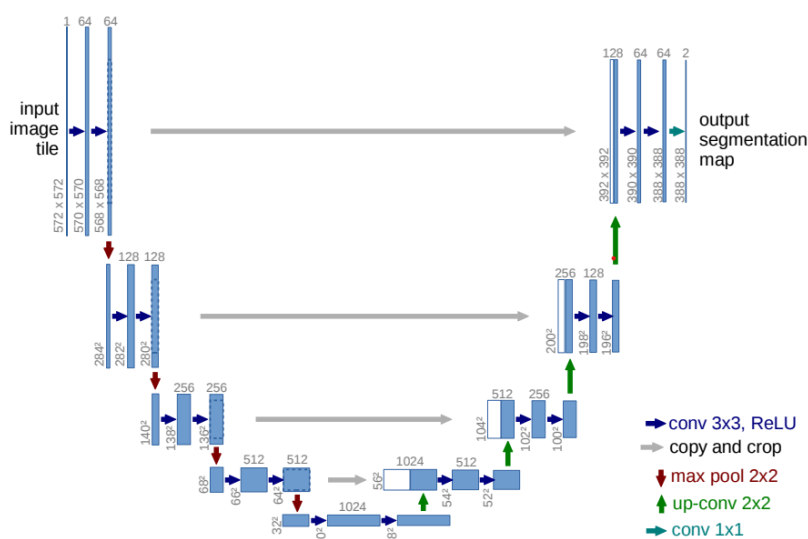 1
64
64
input
image
tile
572 x 572
570 x 570
568 x 568
128
64
64
2
output
segmentation
map
392 x 392
390 x 390
388 x 388
388 x 388
128
128
284²
282²
280²
256
128
200²
198²
196²
256
256
140²
138²
136²
512
256
104²
102²
100²
512
512
68²
66²
64²
1024
512
56²
54²
52²
1024
32²
0²
8²
conv 3x3, ReLU
copy and crop
max pool 2x2
up-conv 2x2
conv 1x1